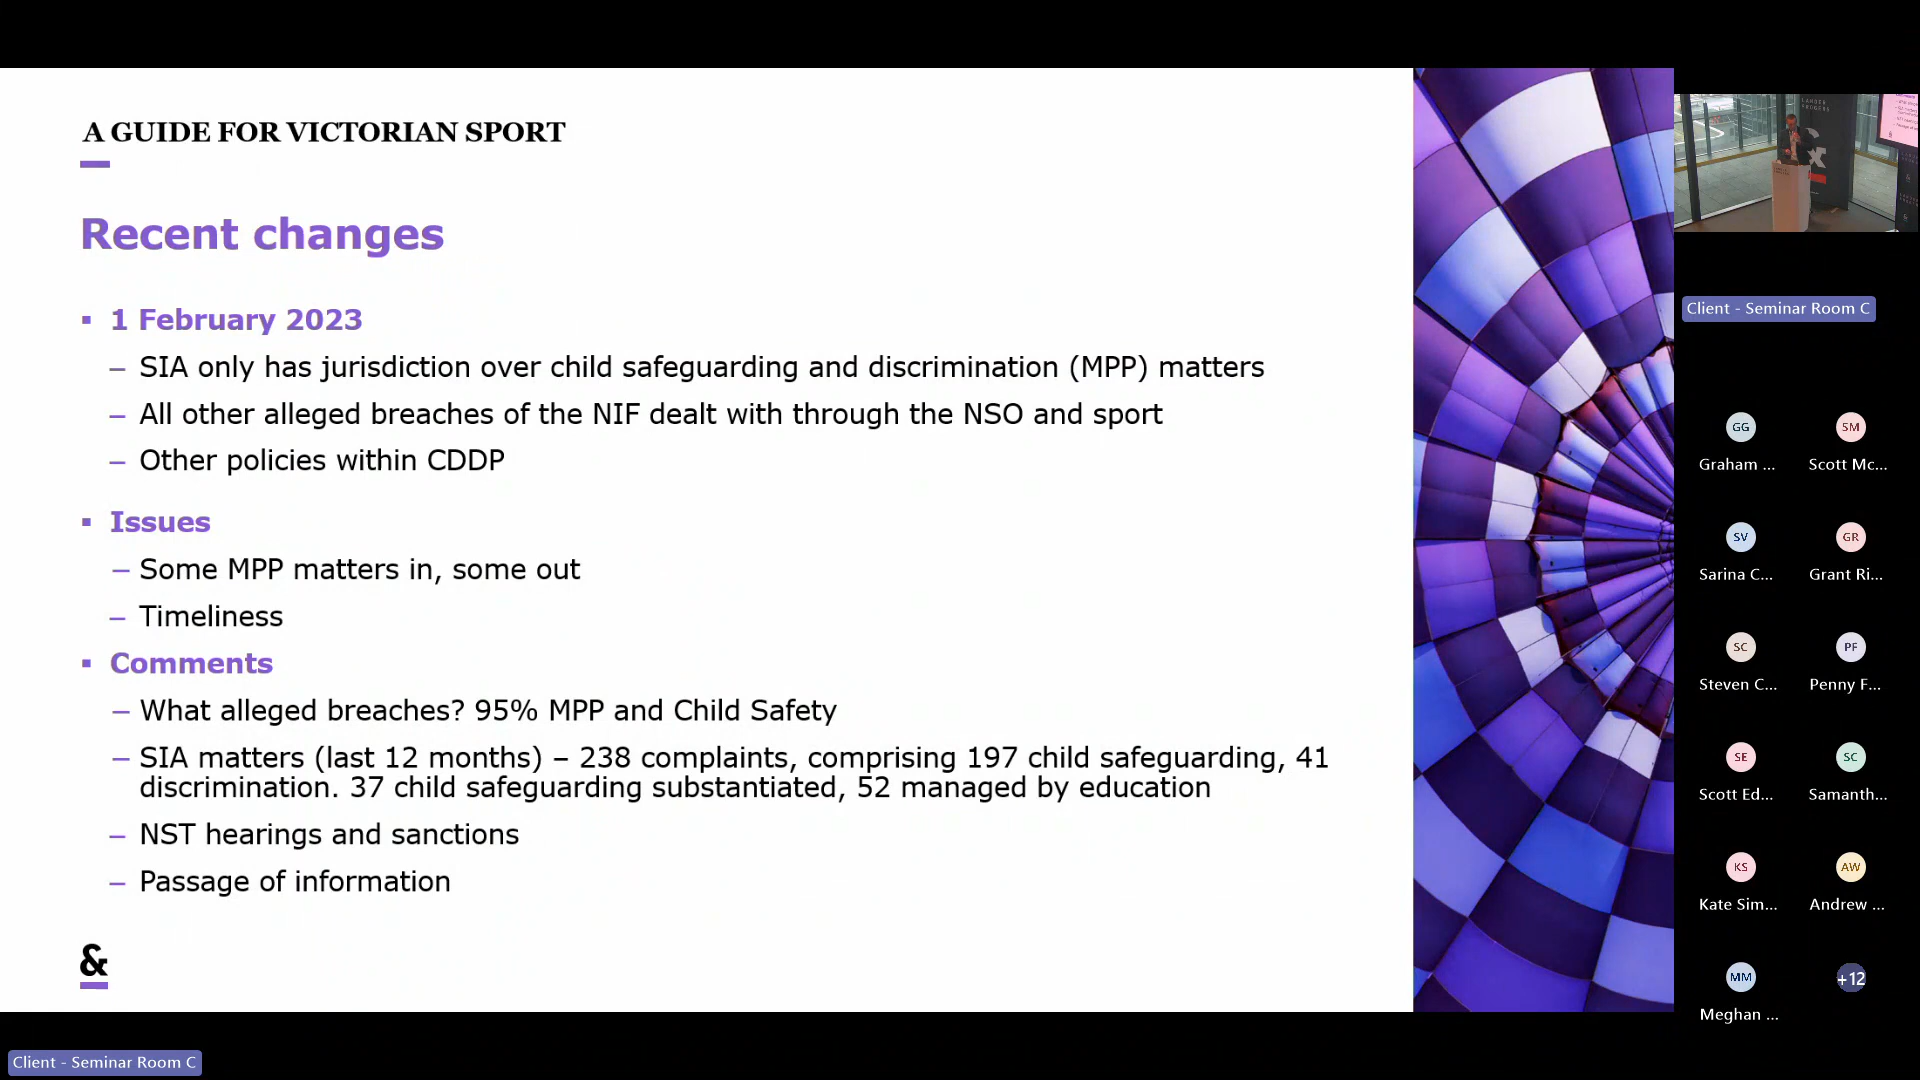 A GUIDE FOR VICTORIAN SPORT
Recent changes
▪ 1 February 2023
– SIA only has jurisdiction over child safeguarding and discrimination (MPP) matters
– All other alleged breaches of the NIF dealt with through the NSO and sport
– Other policies within CDDP
▪ Issues
– Some MPP matters in, some out
– Timeliness
▪ Comments
– What alleged breaches? 95% MPP and Child Safety
– SIA matters (last 12 months) – 238 complaints, comprising 197 child safeguarding, 41
discrimination. 37 child safeguarding substantiated, 52 managed by education
– NST hearings and sanctions
– Passage of information
&
Client - Seminar Room C
GG
Graham ...
SM
Scott Mc...
SV
Sarina C...
GR
Grant Ri...
SC
Steven C...
PF
Penny F...
SE
Scott Ed...
SC
Samanth...
KS
Kate Sim...
AW
Andrew ...
MM
Meghan ...
+12
Client - Seminar Room C